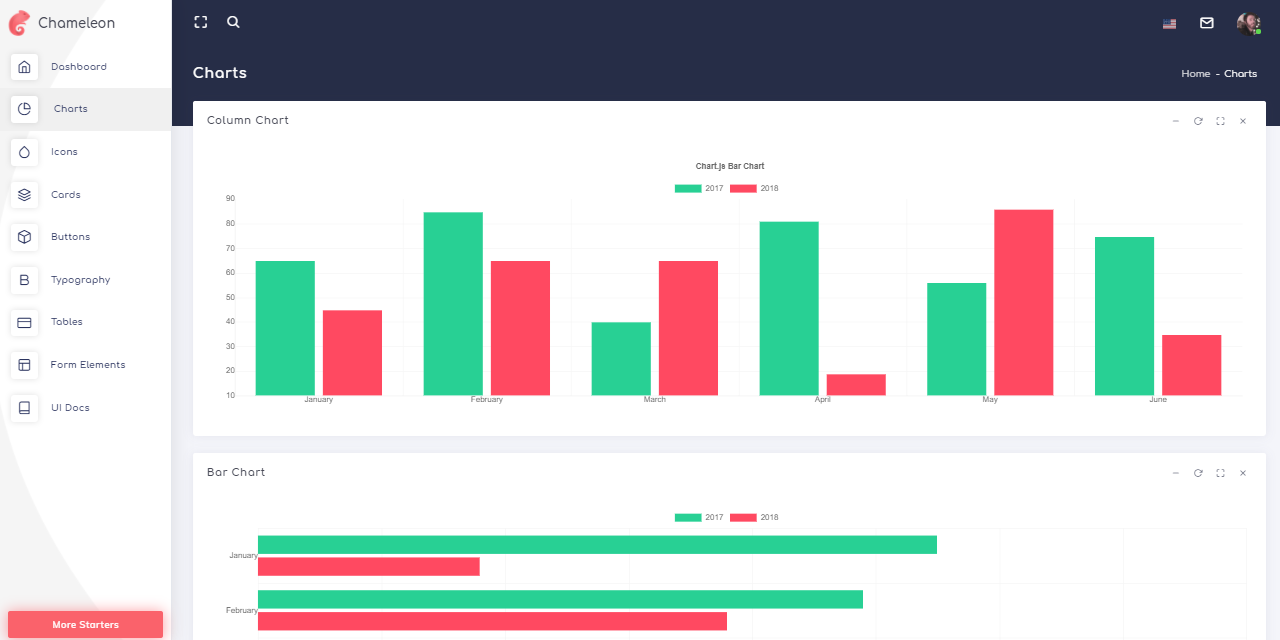 Chameleon
Dashboard
Charts
Icons
Cards
Buttons
Typography
Tables
Form Elements
UI Docs
More Starters
Charts
Home - Charts
Column Chart
Chart.js Bar Chart
2017 2018
90
80
70
60
50
40
30
20
10
January February March April May June
Bar Chart
2017 2018
January
February